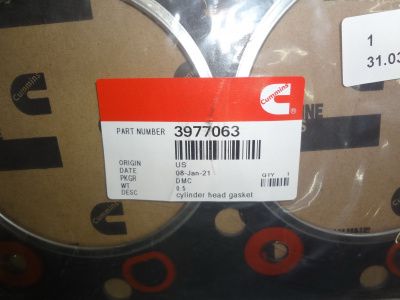 Cummins
Cummins
1
31.03
PART NUMBER 3977063
ORIGIN US
DATE 08-Jan-21
PKGR DMC
WT 0.5
DESC cylinder head gasket
QTY 1